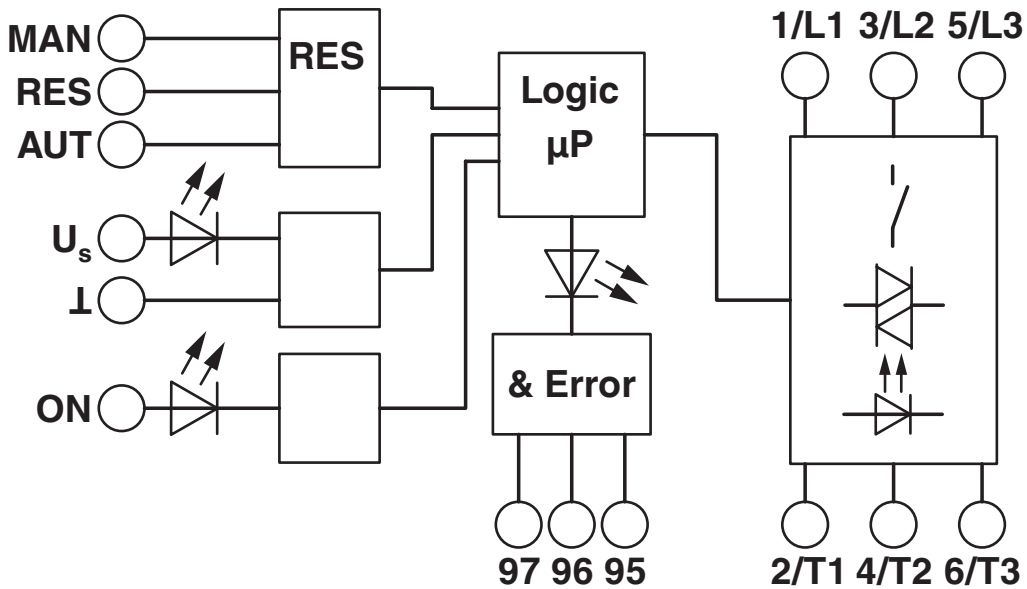 MAN
RES
AUT
RES
Logic
µP
1/L1 3/L2 5/L3
Us
⊥
ON
& Error
97 96 95
2/T1 4/T2 6/T3